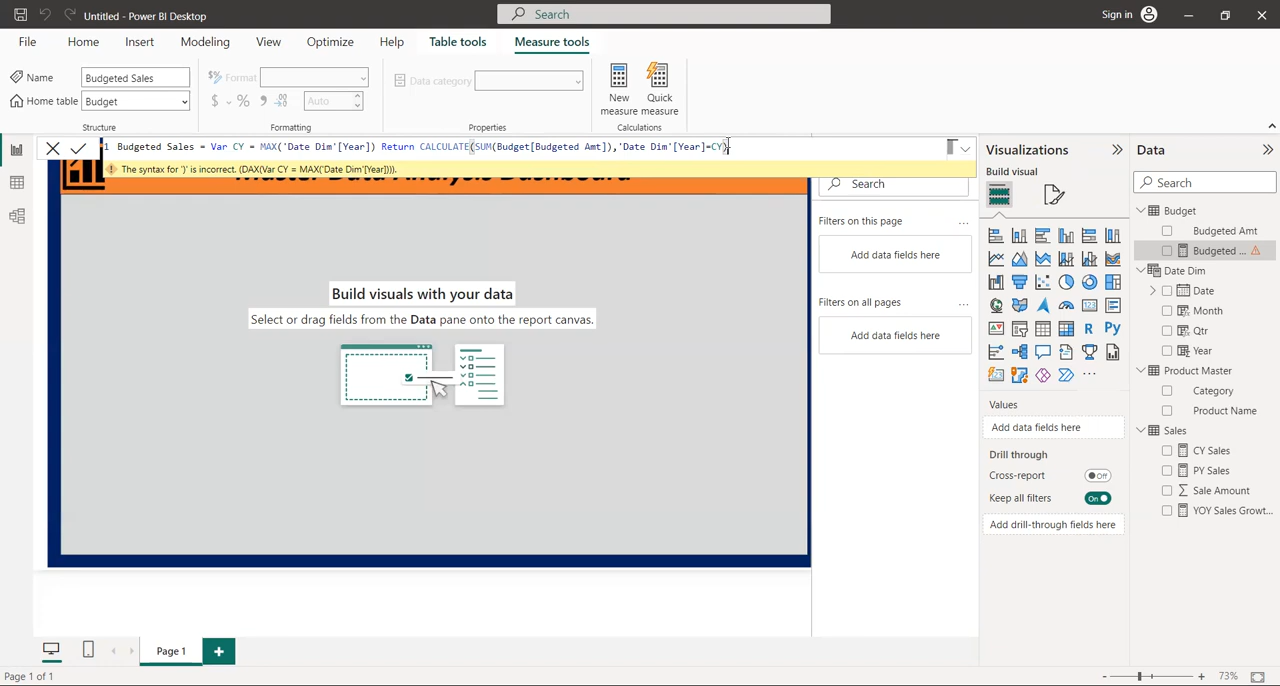 Untitled - Power BI Desktop
Search
Sign in
File Home Insert Modeling View Optimize Help Table tools Measure tools
Name Budgeted Sales
Home table Budget
Structure
Format
$ % 9 Auto
Formatting
Data category
Properties
New measure
Quick measure
Calculations
1 Budgeted Sales = Var CY = MAX('Date Dim'[Year]) Return CALCULATE(SUM(Budget[Budgeted Amt]),'Date Dim'[Year]=CY)
The syntax for ')' is incorrect. (DAX(Var CY = MAX('Date Dim'[Year]))).
Search
Filters on this page
...
Add data fields here
Filters on all pages
...
Add data fields here
Build visuals with your data
Select or drag fields from the Data pane onto the report canvas.
Visualizations
Build visual
R Py
...
Values
Add data fields here
Drill through
Cross-report Off
Keep all filters On
Add drill-through fields here
Data
Search
Budget
Budgeted Amt
Budgeted ...
Date Dim
Date
Month
Qtr
Year
Product Master
Category
Product Name
Sales
CY Sales
PY Sales
Sale Amount
YOY Sales Growt...
Page 1
Page 1 of 1
- + 73%